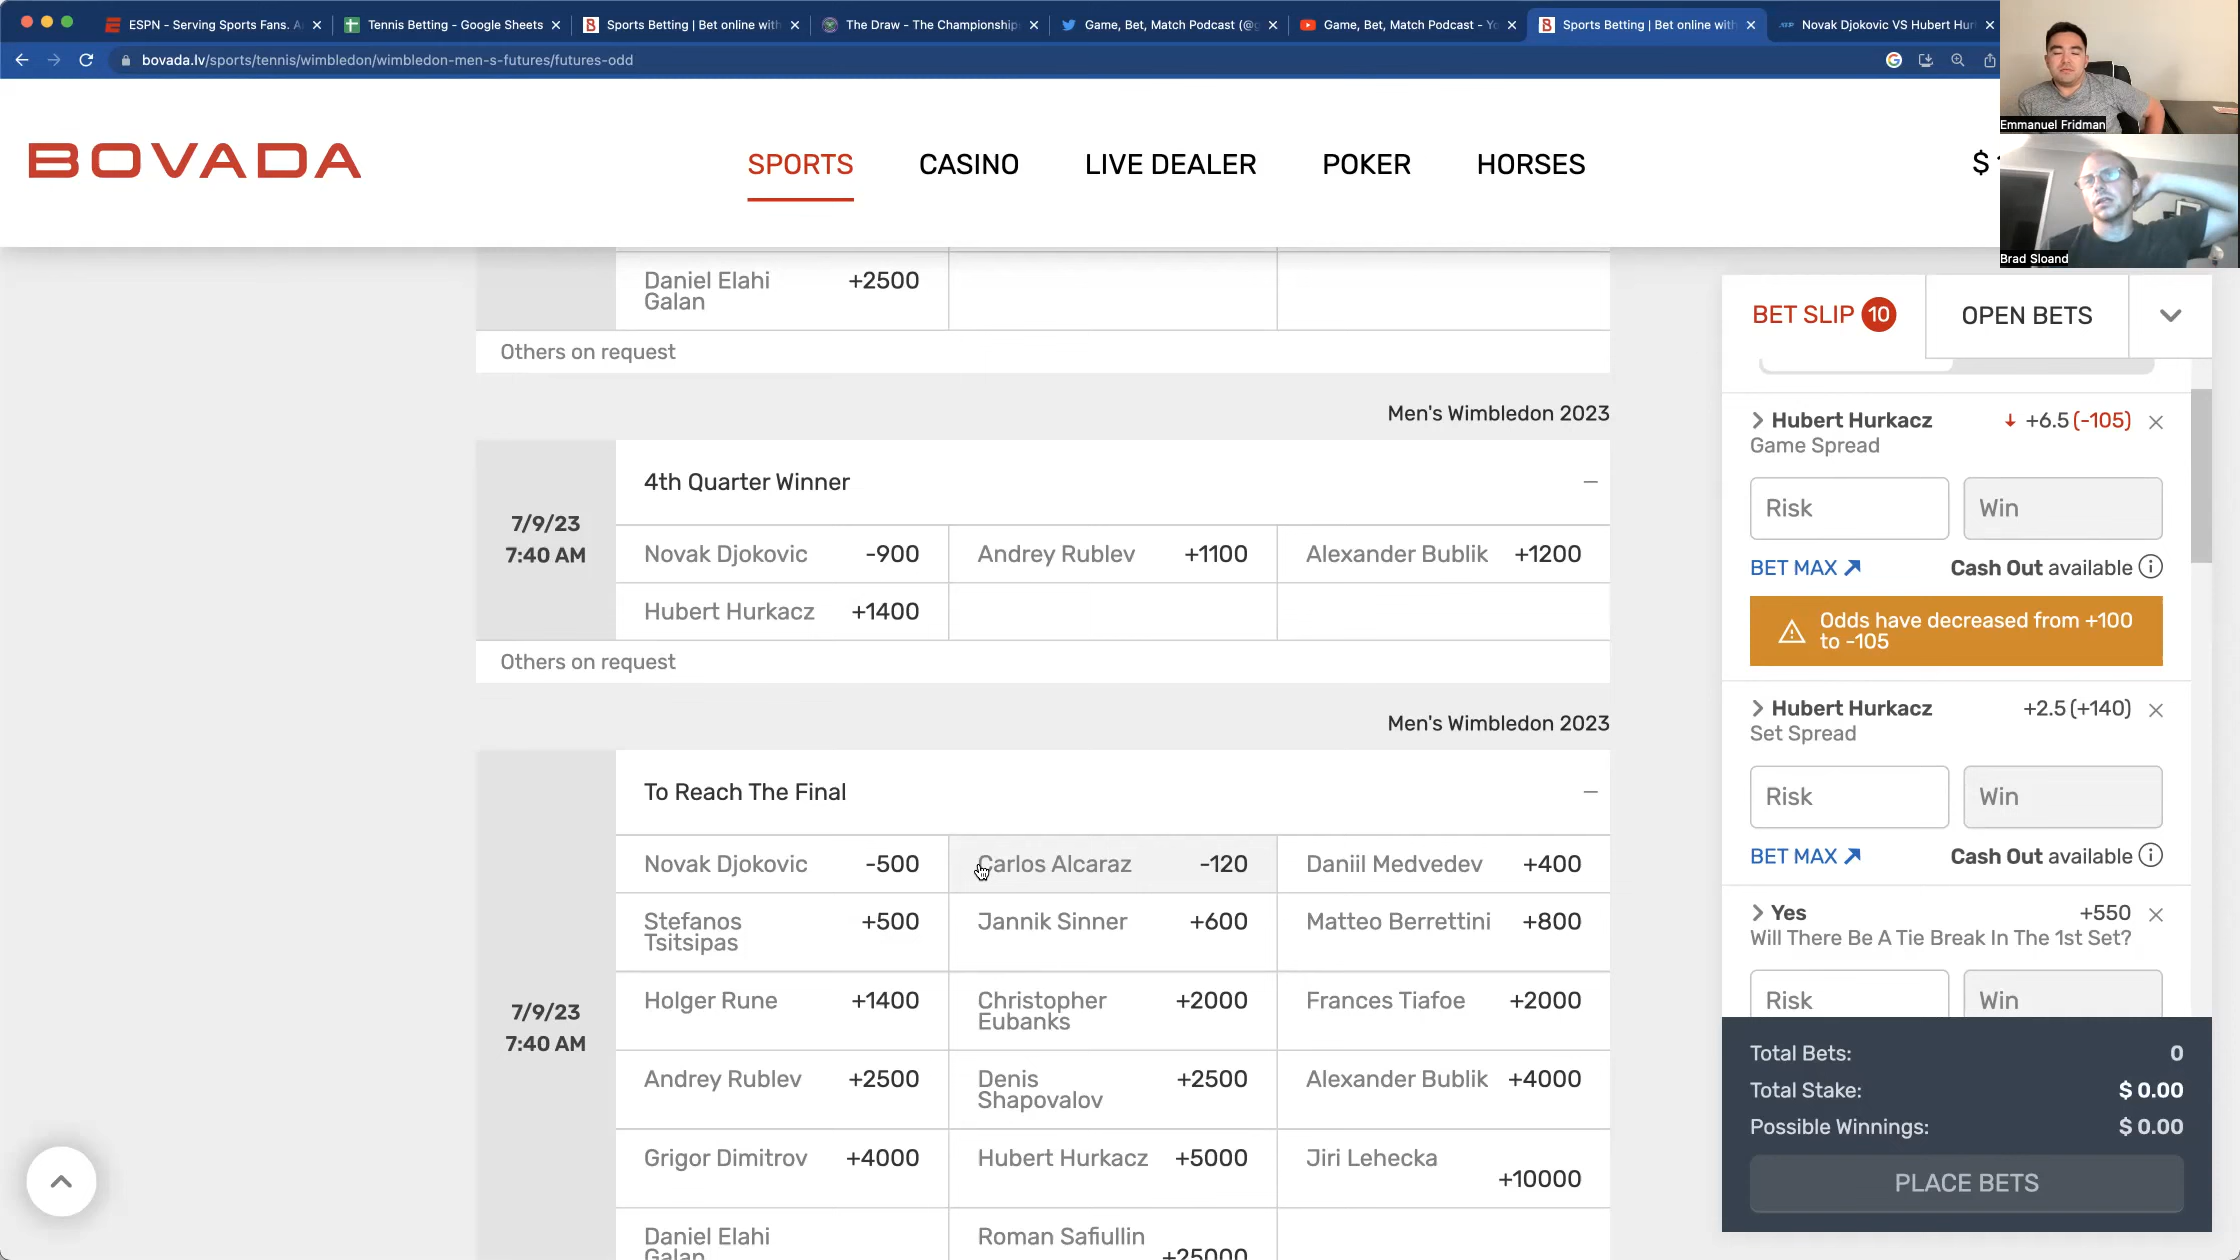 ESPN - Serving Sports Fans. A
Tennis Betting - Google Sheets
Sports Betting | Bet online with
The Draw - The Championship
Game, Bet, Match Podcast (@g
Game, Bet, Match Podcast - Yo
Sports Betting | Bet online with
Novak Djokovic VS Hubert Hur
bovada.lv/sports/tennis/wimbledon/wimbledon-men-s-futures/futures-odd
Emmanuel Fridman
Brad Sloand
BOVADA
SPORTS
CASINO
LIVE DEALER
POKER
HORSES
$
Daniel Elahi
Galan
+2500
Others on request
Men's Wimbledon 2023
4th Quarter Winner
7/9/23
7:40 AM
Novak Djokovic -900
Andrey Rublev +1100
Alexander Bublik +1200
Hubert Hurkacz +1400
Others on request
Men's Wimbledon 2023
To Reach The Final
7/9/23
7:40 AM
Novak Djokovic -500
Carlos Alcaraz -120
Daniil Medvedev +400
Stefanos
Tsitsipas
+500
Jannik Sinner +600
Matteo Berrettini +800
Holger Rune +1400
Christopher
Eubanks
+2000
Frances Tiafoe +2000
Andrey Rublev +2500
Denis
Shapovalov
+2500
Alexander Bublik +4000
Grigor Dimitrov +4000
Hubert Hurkacz +5000
Jiri Lehecka
+10000
Daniel Elahi
Galan
Roman Safiullin
+25000
BET SLIP 10
OPEN BETS
Hubert Hurkacz +6.5 (-105)
Game Spread
Risk
Win
BET MAX
Cash Out available
Odds have decreased from +100
to -105
Hubert Hurkacz +2.5 (+140)
Set Spread
Risk
Win
BET MAX
Cash Out available
Yes +550
Will There Be A Tie Break In The 1st Set?
Risk
Win
Total Bets: 0
Total Stake: $ 0.00
Possible Winnings: $ 0.00
PLACE BETS